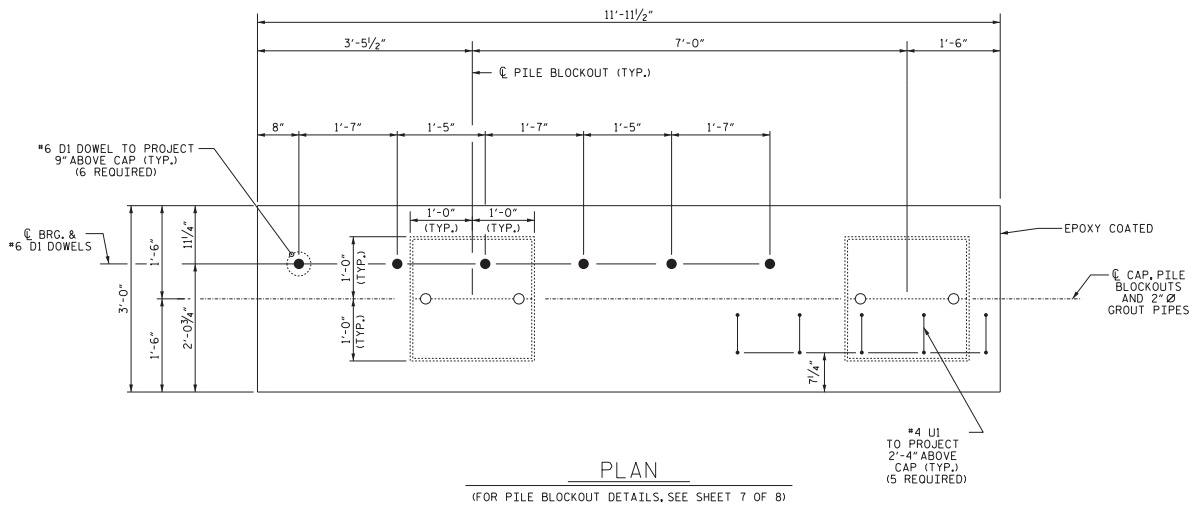 11'-11½"
3'-5½"
7'-0"
1'-6"
℄ PILE BLOCKOUT (TYP.)
8"
1'-7"
1'-5"
1'-7"
1'-5"
1'-7"
#6 D1 DOWEL TO PROJECT
9" ABOVE CAP (TYP.)
(6 REQUIRED)
1'-0"
(TYP.)
1'-0"
(TYP.)
EPOXY COATED
℄ BRG. &
#6 D1 DOWELS
3'-0"
1'-6"
1'-6"
11¼"
2'-0¾"
1'-0"
(TYP.)
1'-0"
(TYP.)
℄ CAP, PILE
BLOCKOUTS
AND 2" Ø
GROUT PIPES
7¼"
#4 U1
TO PROJECT
2'-4" ABOVE
CAP (TYP.)
(5 REQUIRED)
PLAN
(FOR PILE BLOCKOUT DETAILS, SEE SHEET 7 OF 8)